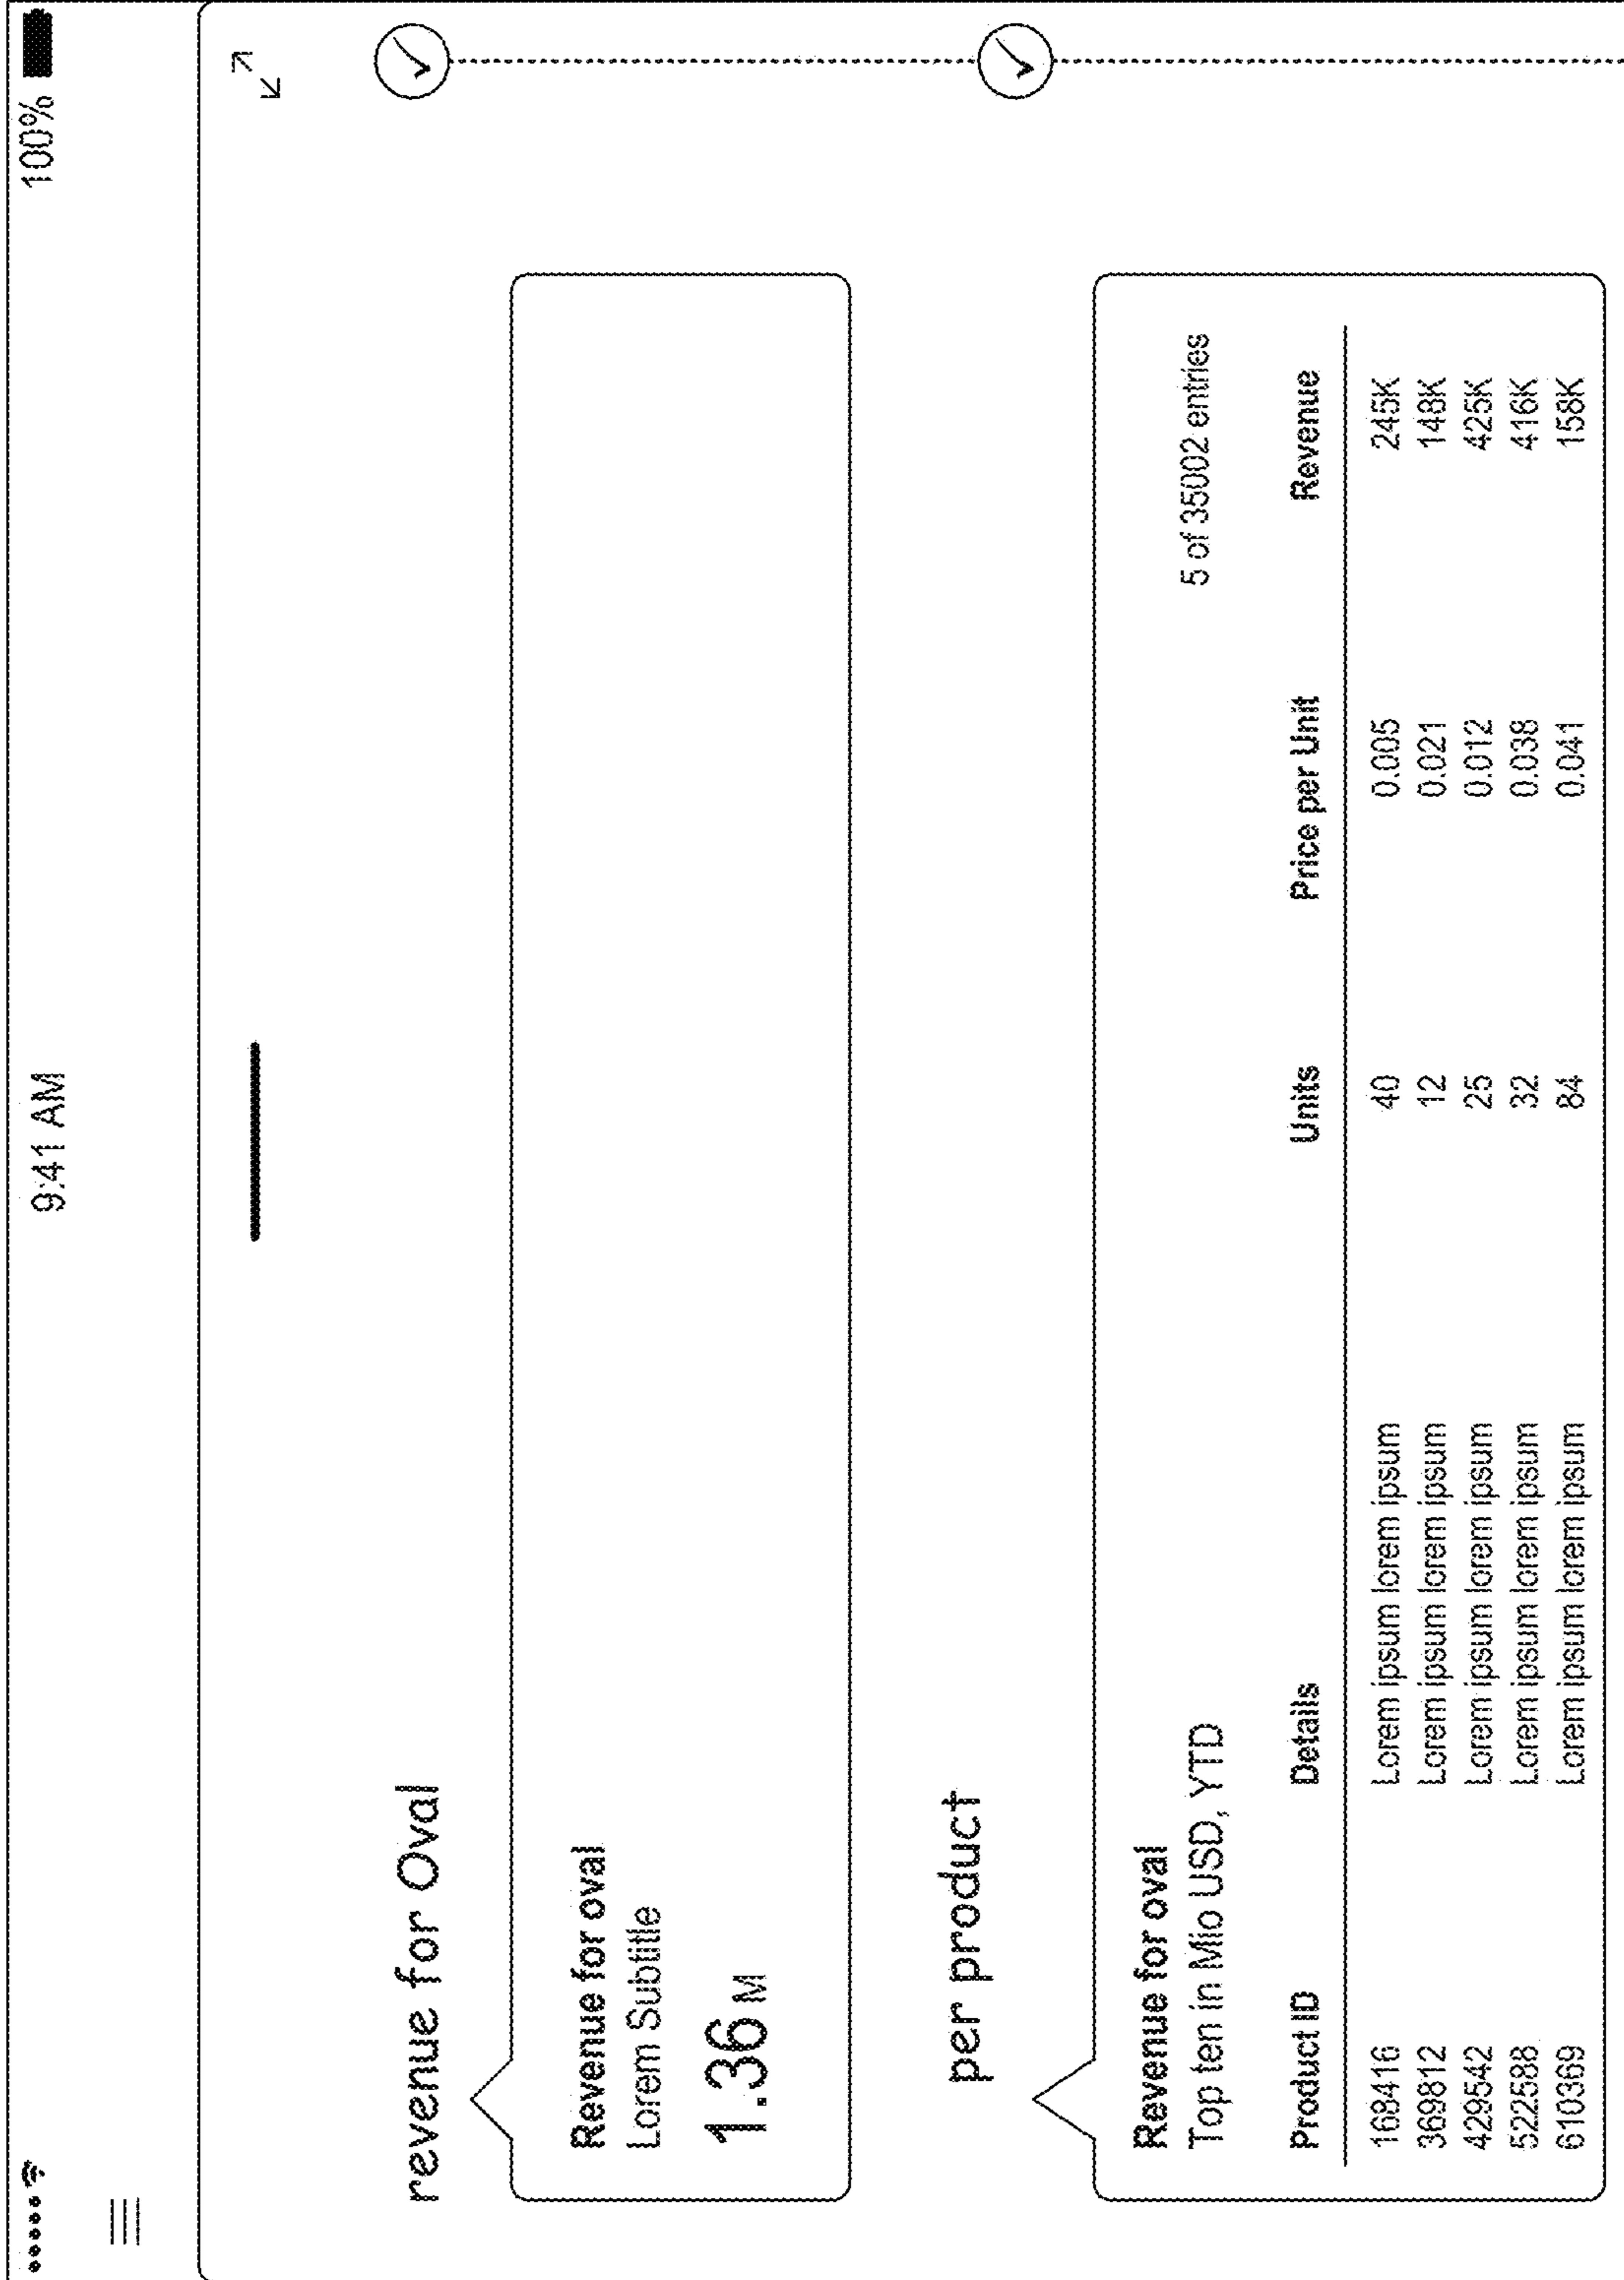 9:41 AM 100%
revenue for Oval
Revenue for oval
Lorem Subtitle
1.36 M
per product
Revenue for oval
Top ten in Mio USD, YTD 5 of 35002 entries
Product ID Details Units Price per Unit Revenue
168416 Lorem ipsum lorem ipsum 40 0.005 245K
369812 Lorem ipsum lorem ipsum 12 0.021 148K
429542 Lorem ipsum lorem ipsum 25 0.012 425K
522588 Lorem ipsum lorem ipsum 32 0.038 416K
610369 Lorem ipsum lorem ipsum 84 0.041 158K